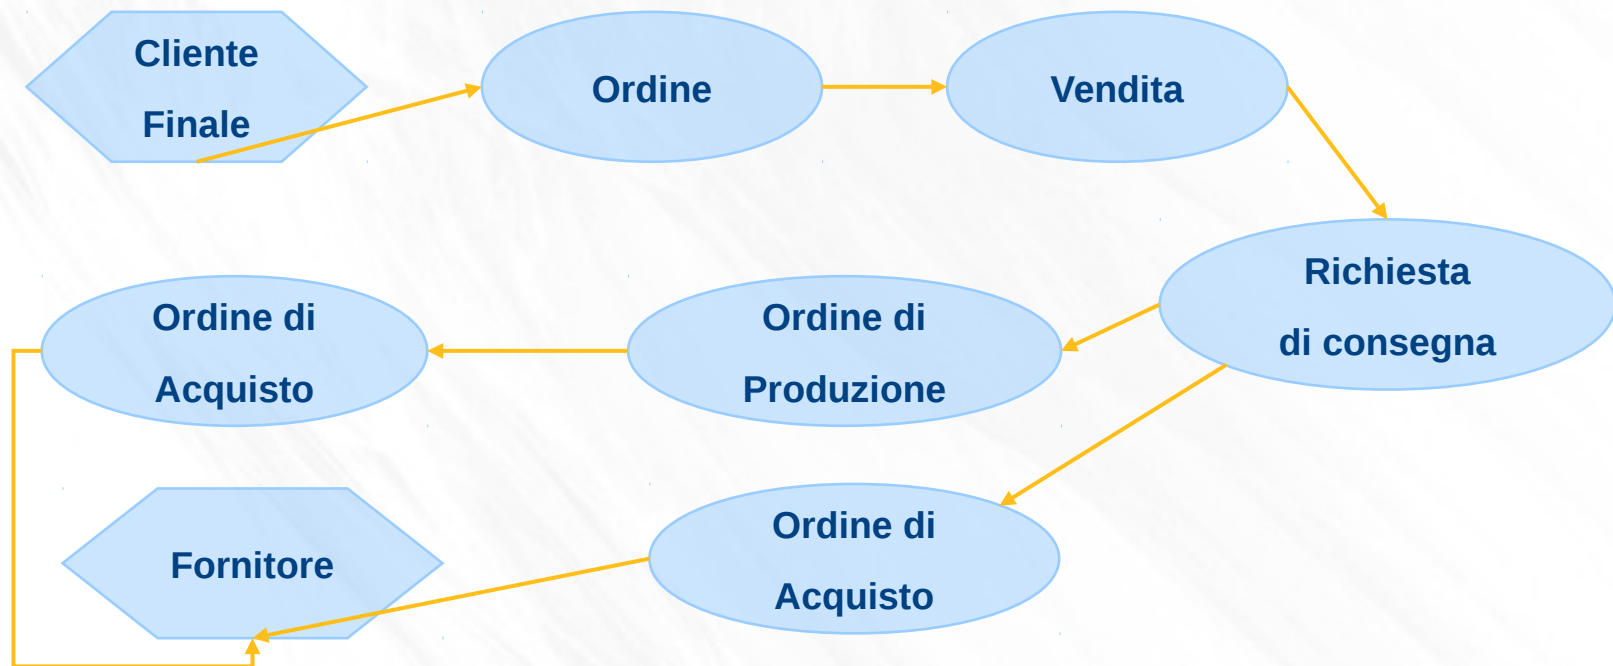 Cliente
Finale
Ordine
Vendita
Richiesta
di consegna
Ordine di
Produzione
Ordine di
Acquisto
Ordine di
Acquisto
Fornitore